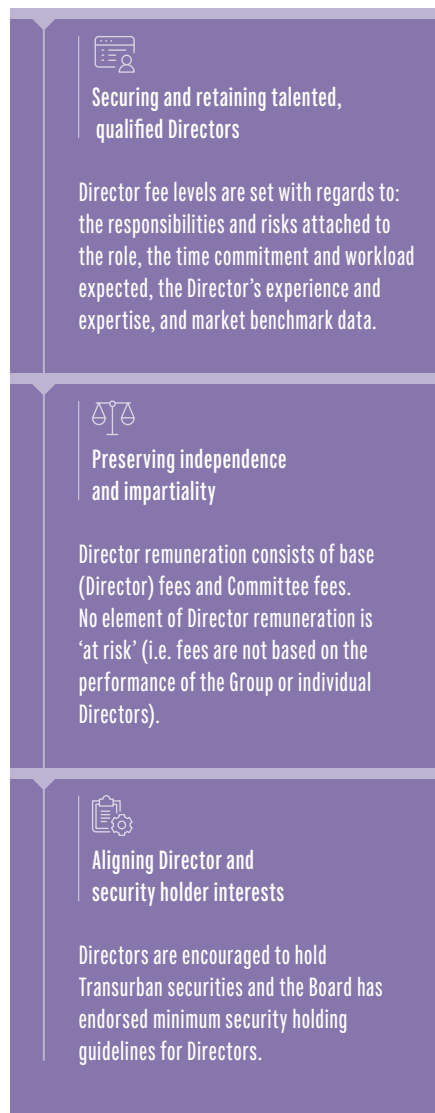 Securing and retaining talented,
qualified Directors
Director fee levels are set with regards to:
the responsibilities and risks attached to
the role, the time commitment and workload
expected, the Director’s experience and
expertise, and market benchmark data.
Preserving independence
and impartiality
Director remuneration consists of base
(Director) fees and Committee fees.
No element of Director remuneration is
‘at risk’ (i.e. fees are not based on the
performance of the Group or individual
Directors).
Aligning Director and
security holder interests
Directors are encouraged to hold
Transurban securities and the Board has
endorsed minimum security holding
guidelines for Directors.